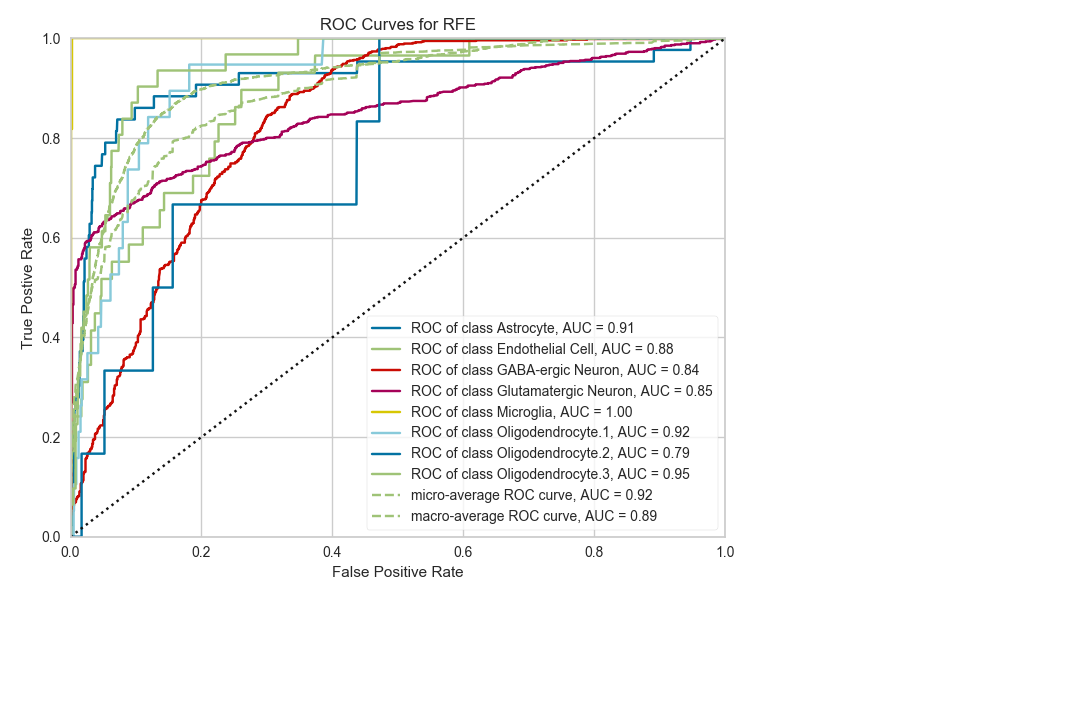 ROC Curves for RFE
1.0
0.8
0.6
0.4
0.2
0.0
True Postive Rate
ROC of class Astrocyte, AUC = 0.91
ROC of class Endothelial Cell, AUC = 0.88
ROC of class GABA-ergic Neuron, AUC = 0.84
ROC of class Glutamatergic Neuron, AUC = 0.85
ROC of class Microglia, AUC = 1.00
ROC of class Oligodendrocyte.1, AUC = 0.92
ROC of class Oligodendrocyte.2, AUC = 0.79
ROC of class Oligodendrocyte.3, AUC = 0.95
micro-average ROC curve, AUC = 0.92
macro-average ROC curve, AUC = 0.89
0.0 0.2 0.4 0.6 0.8 1.0
False Positive Rate